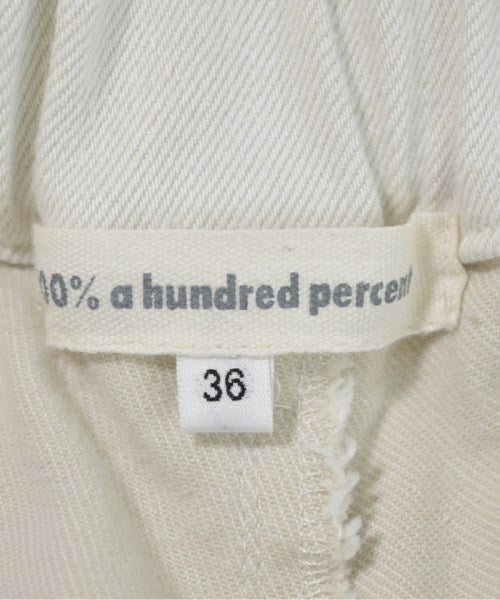 00% a hundred percent
36